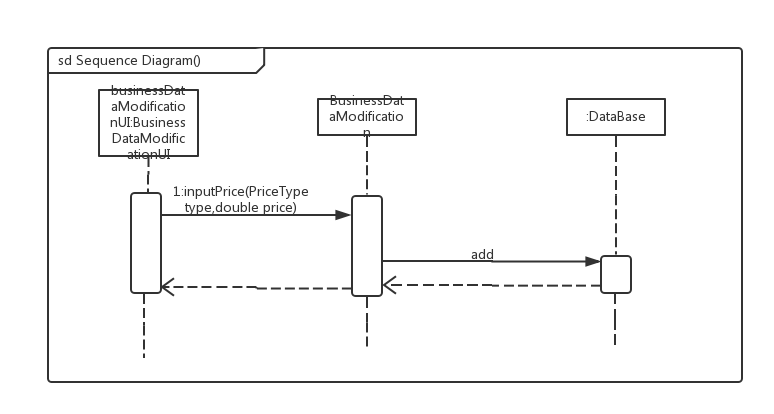 sd Sequence Diagram()
businessDat
aModificatio
nUI:Business
DataModific
ationUI
BusinessDat
aModificatio
n
:DataBase
1:inputPrice(PriceType
type,double price)
add